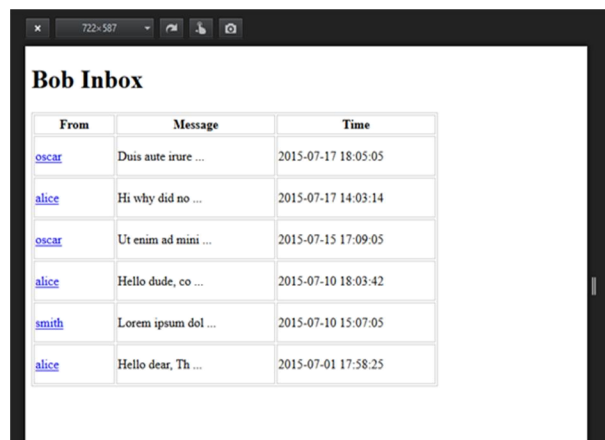 722×587
Bob Inbox
From Message Time
oscar Duis aute irure ... 2015-07-17 18:05:05
alice Hi why did no ... 2015-07-17 14:03:14
oscar Ut enim ad mini ... 2015-07-15 17:09:05
alice Hello dude, co ... 2015-07-10 18:03:42
smith Lorem ipsum dol ... 2015-07-10 15:07:05
alice Hello dear, Th ... 2015-07-01 17:58:25